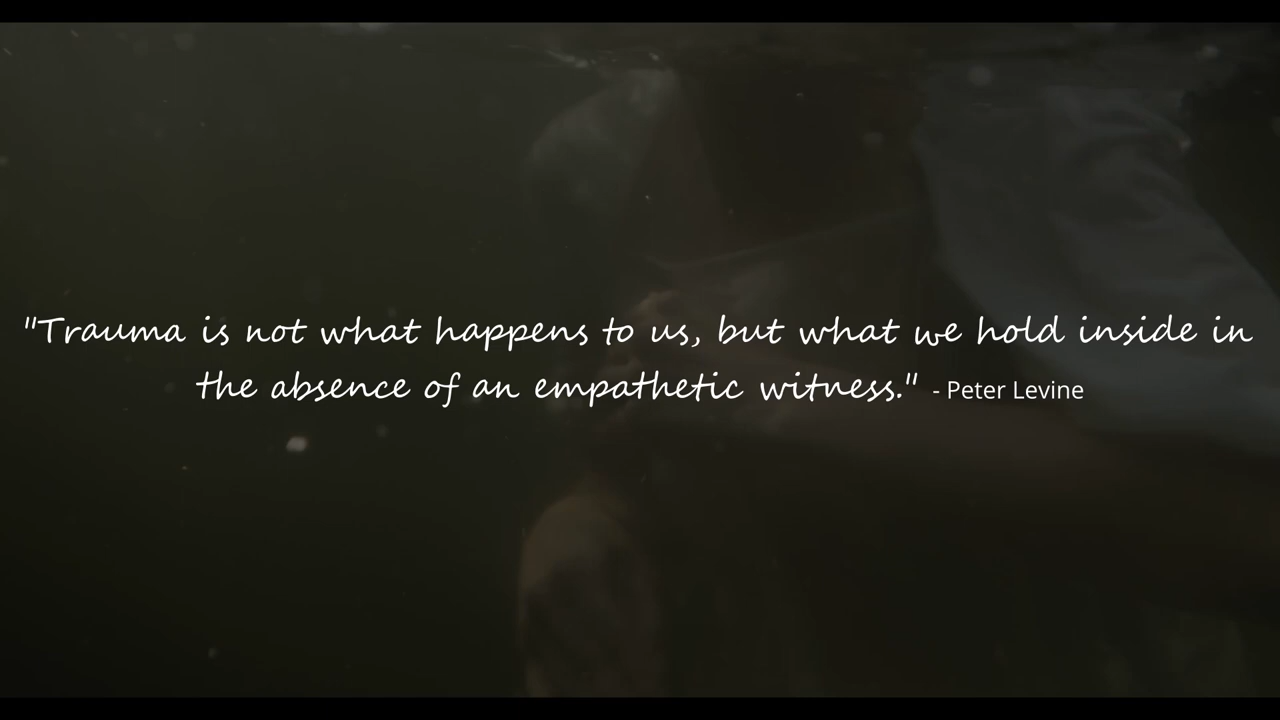 "Trauma is not what happens to us, but what we hold inside in
the absence of an empathetic witness." - Peter Levine